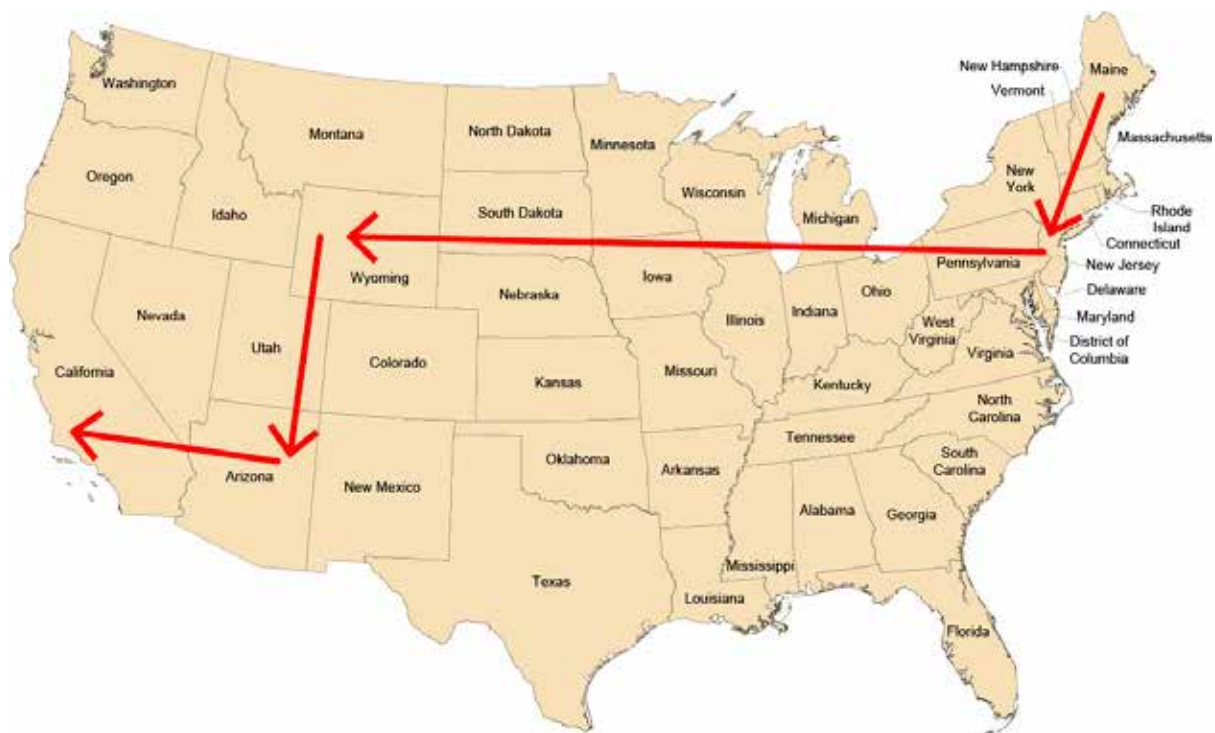 Washington
Montana
North Dakota
Minnesota
New Hampshire
Vermont
Maine
Massachusetts
Oregon
Idaho
South Dakota
Wisconsin
Michigan
New
York
Rhode
Island
Connecticut
Wyoming
Iowa
Pennsylvania
New Jersey
Nebraska
Illinois
Indiana
Ohio
Delaware
Nevada
Utah
Colorado
West
Virginia
Maryland
California
Kansas
Missouri
Kentucky
Virginia
District of
Columbia
North
Carolina
Arizona
New Mexico
Oklahoma
Arkansas
Tennessee
South
Carolina
Texas
Louisiana
Mississippi
Alabama
Georgia
Florida